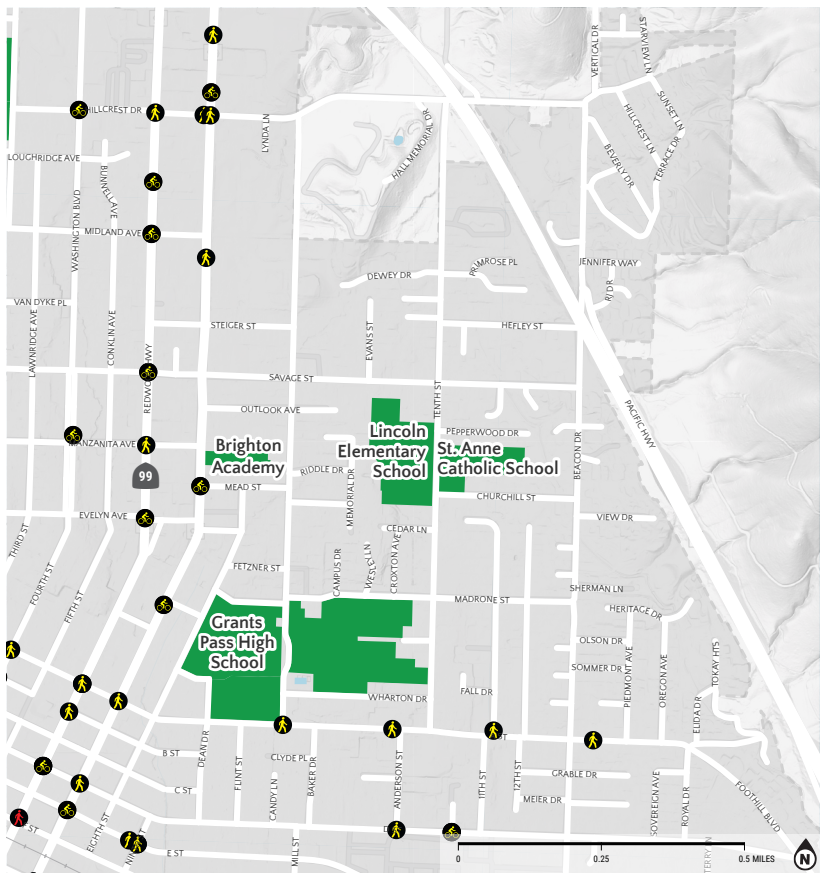 VERTICAL DR
STARVIEW LN
HILLCREST DR
LYNDA LN
HALL MEMORIAL DR
SUNSET LN
HILLCREST LN
TERRACE DR
BEVERLY DR
LOUGHRIDGE AVE
BUNNELL AVE
WASHINGTON BLVD
MIDLAND AVE
DEWEY DR
PRIMROSE PL
JENNIFER WAY
RJ DR
VAN DYKE PL
LAWNRIDGE AVE
CONKLIN AVE
STEIGER ST
EVANS ST
HEFLEY ST
REDWO
HWY
SAVAGE ST
TENTH ST
OUTLOOK AVE
PACIFIC HWY
Lincoln
Elementary
School
PEPPERWOOD DR
St. Anne
Catholic School
BEACON DR
MANZANITA AVE
Brighton
Academy
RIDDLE DR
99
MEAD ST
MEMORIAL DR
CHURCHILL ST
EVELYN AVE
VIEW DR
CEDAR LN
THIRD ST
FOURTH ST
FIFTH ST
FETZNER ST
CAMPUS DR
WESLEY LN
CROXTON AVE
MADRONE ST
SHERMAN LN
HERITAGE DR
Grants
Pass High
School
OLSON DR
SOMMER DR
PIEDMONT AVE
OREGON AVE
TOKAY HTS
WHARTON DR
FALL DR
ELIDA DR
DEAN DR
B ST
FLINT ST
CLYDE PL
CANDY LN
BAKER DR
ANDERSON ST
11TH ST
12TH ST
GRABLE DR
MEIER DR
SOVEREIGN AVE
ROYAL DR
FOOTHILL BLVD
C ST
EIGHTH ST
ST
E ST
MILL ST
TERRY LN
0
0.25
0.5 MILES
N